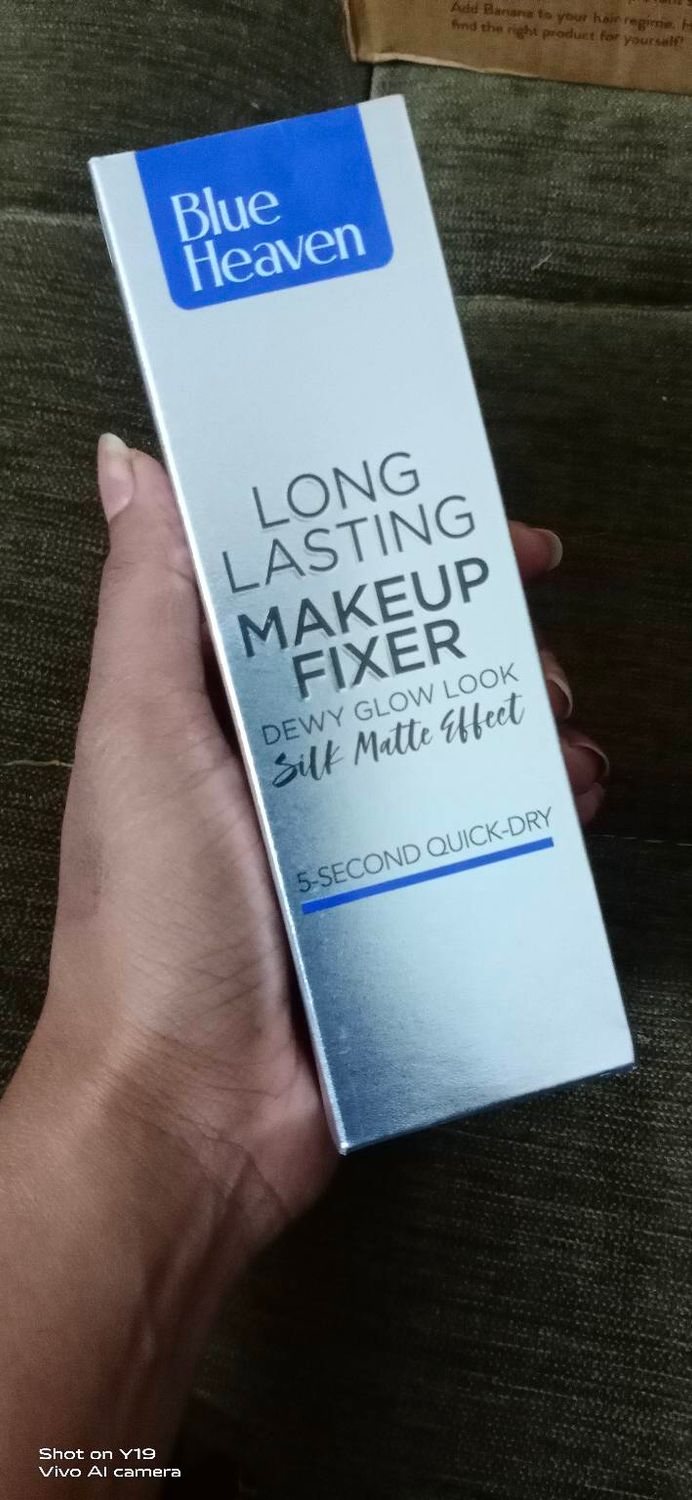 Add Banana to your hair regime.
find the right product for yourself?
Blue
Heaven
LONG
LASTING
MAKEUP
FIXER
DEWY GLOW LOOK
Silk Matte Effect
5-SECOND QUICK-DRY
Shot on Y19
Vivo AI camera